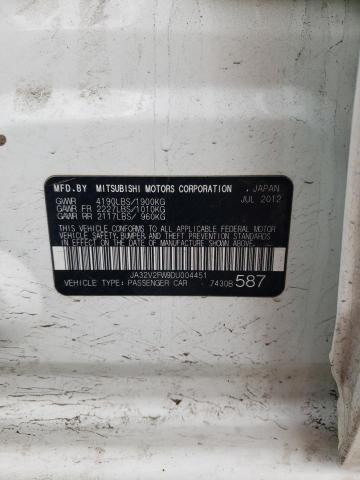 MFD.BY MITSUBISHI MOTORS CORPORATION , JAPAN
GVWR 4190LBS/1900KG JUL 2012
GAWR FR 2227LBS/1010KG
GAWR RR 2117LBS/ 960KG
THIS VEHICLE CONFORMS TO ALL APPLICABLE
FEDERAL MOTOR VEHICLE SAFETY, BUMPER, AND
THEFT PREVENTION STANDARDS IN EFFECT ON THE
DATE OF MANUFACTURE SHOWN ABOVE.
JA32V2FW9DU004451
VEHICLE TYPE: PASSENGER CAR 7430B 587